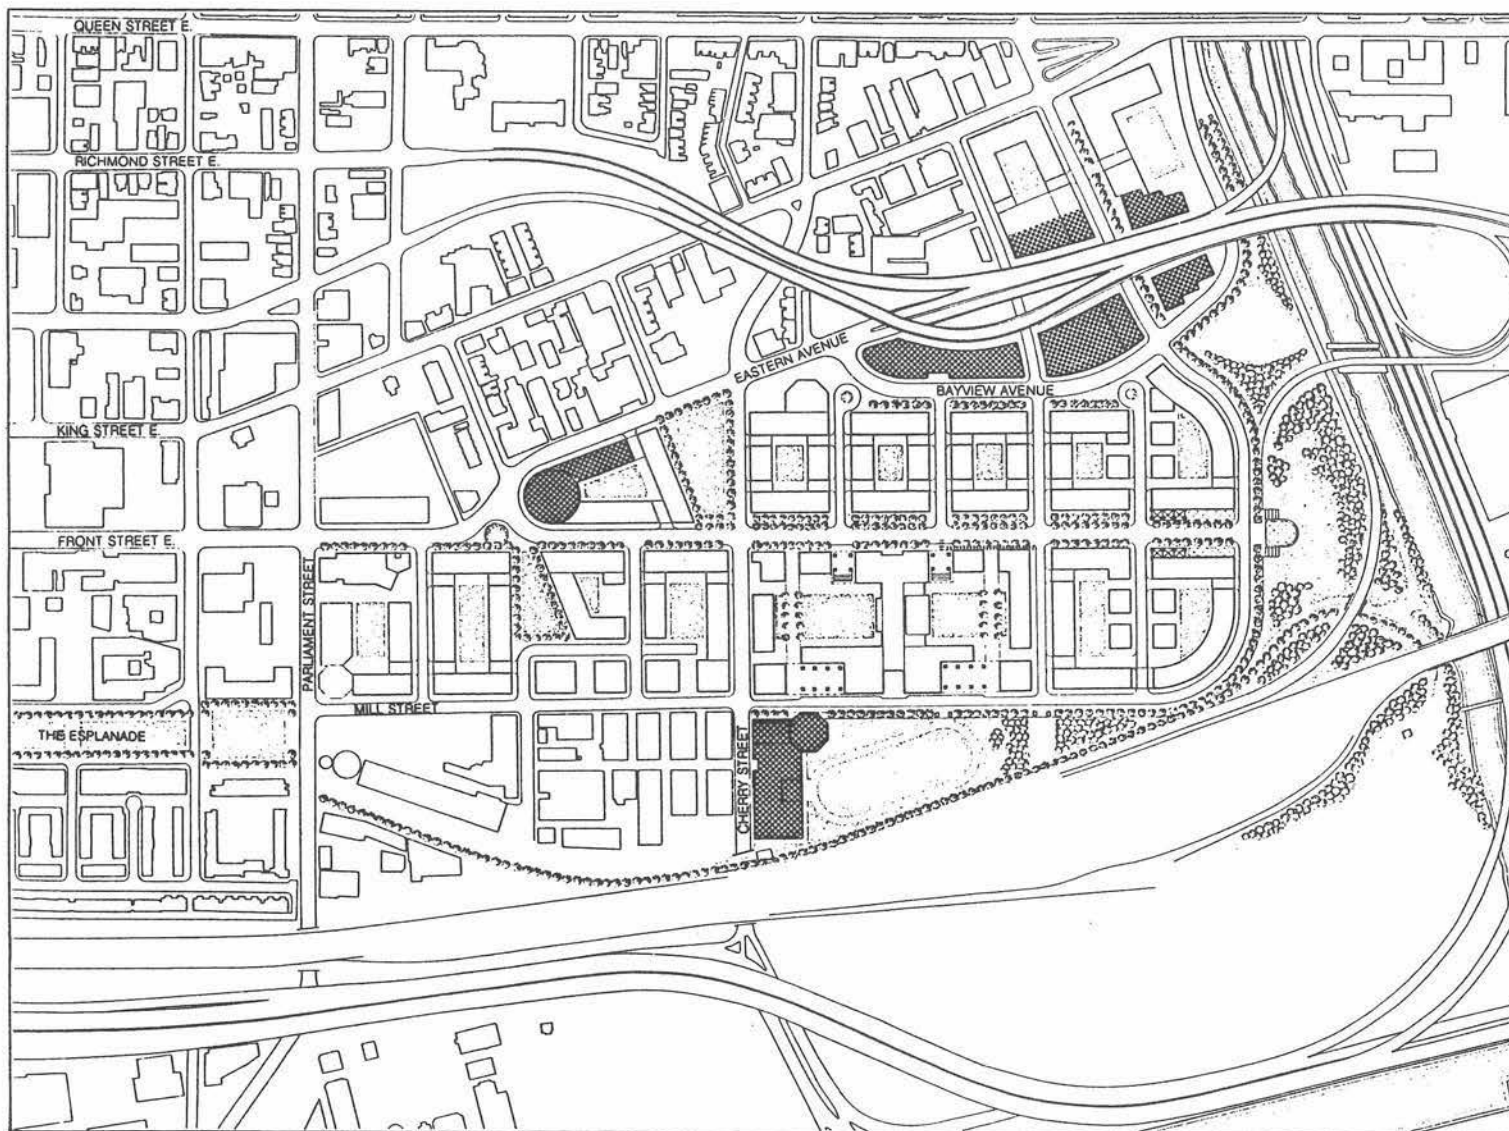 QUEEN STREET E.
RICHMOND STREET E.
EASTERN AVENUE
BAYVIEW AVENUE
KING STREET E.
FRONT STREET E.
PARLIAMENT STREET
MILL STREET
THE ESPLANADE
CHERRY STREET